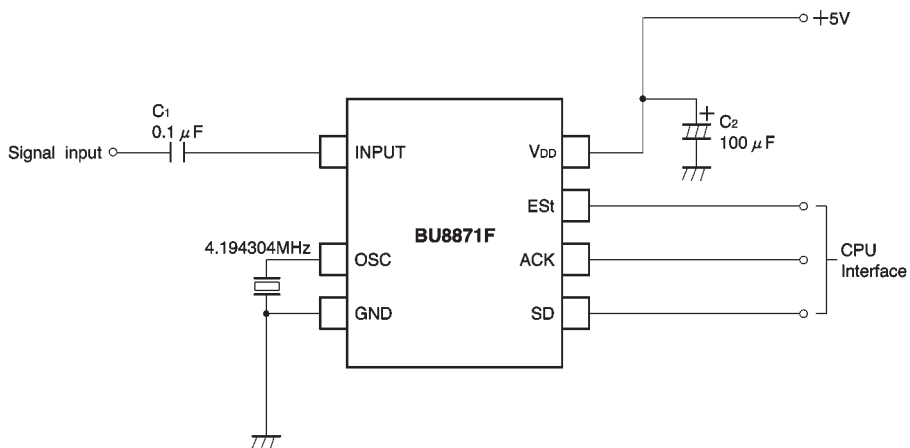 +5V
C1
0.1 μF
C2
100 μF
Signal input
INPUT
VDD
ESt
BU8871F
4.194304MHz
OSC
ACK
CPU
Interface
GND
SD